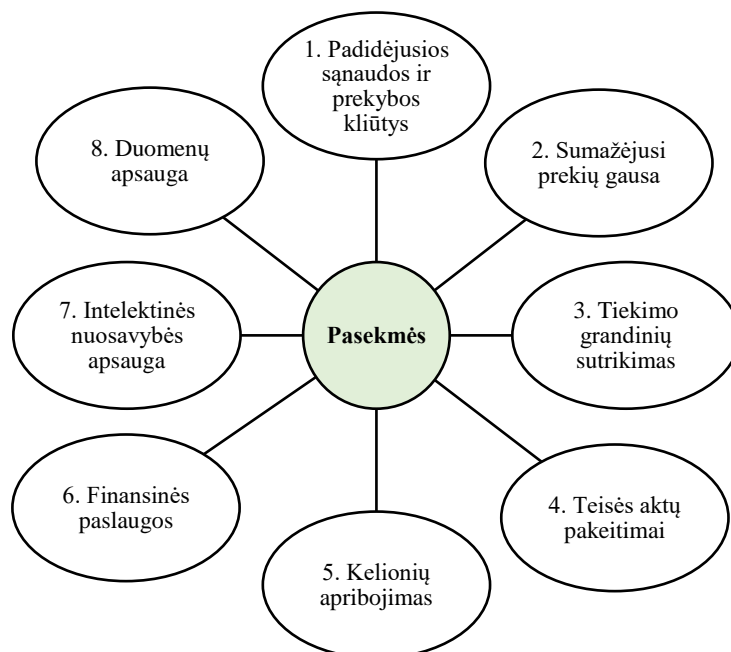 1. Padidėjusios
sąnaudos ir
prekybos
kliūtys
2. Sumažėjusi
prekių gausa
3. Tiekimo
grandinių
sutrikimas
4. Teisės aktų
pakeitimai
5. Kelionių
apribojimas
6. Finansinės
paslaugos
7. Intelektinės
nuosavybės
apsauga
8. Duomenų
apsauga
Pasekmės